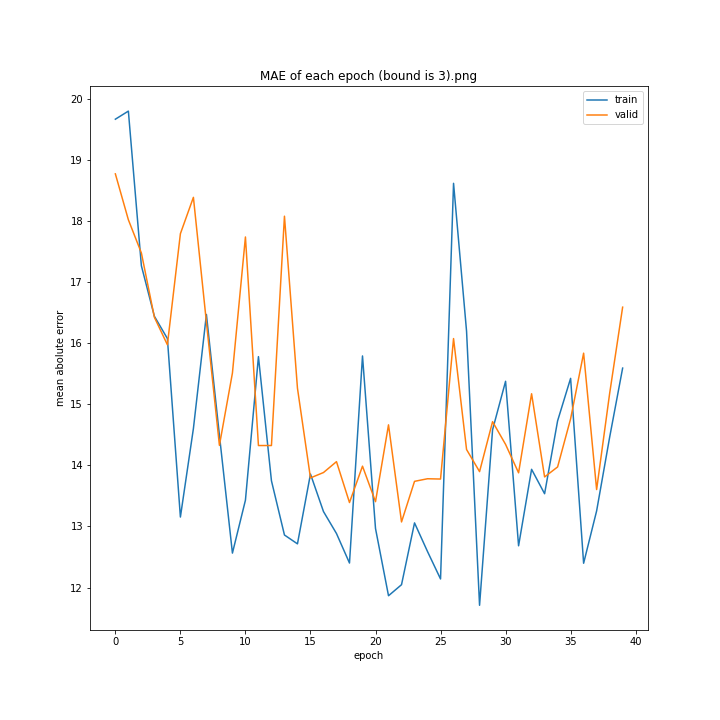 MAE of each epoch (bound is 3).png
train
valid
20
19
18
17
16
15
14
13
12
mean abolute error
0 5 10 15 20 25 30 35 40
epoch